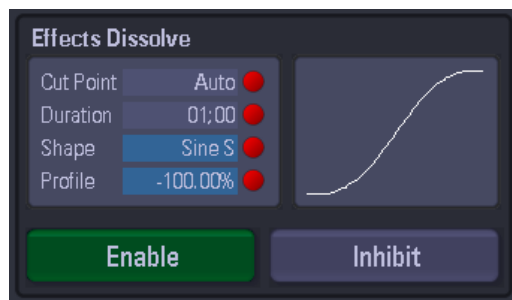 Effects Dissolve
Cut Point Auto
Duration 01;00
Shape Sine S
Profile -100.00%
Enable Inhibit